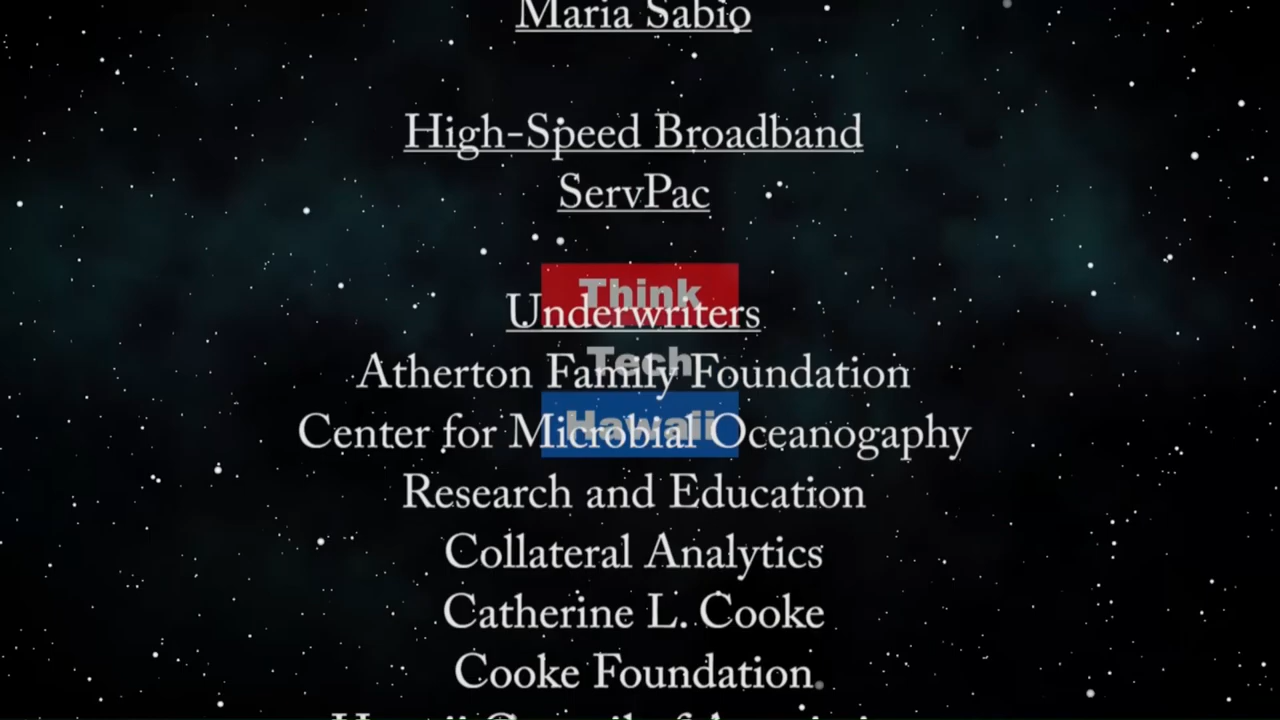 Maria Sabio
High-Speed Broadband
ServPac
Think
Underwriters
Tech
Atherton Family Foundation
Hawaii
Center for Microbial Oceanogaphy
Research and Education
Collateral Analytics
Catherine L. Cooke
Cooke Foundation